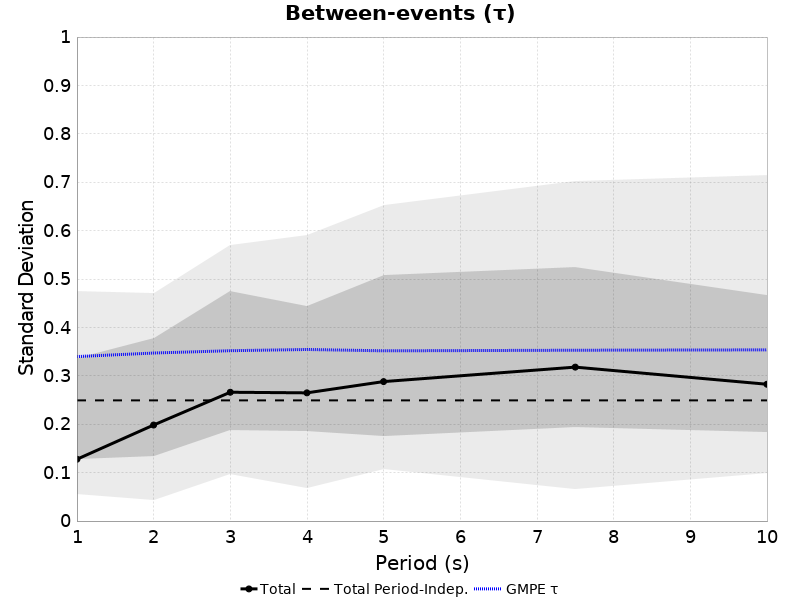 Between-events (τ)
Standard Deviation
1
0.9
0.8
0.7
0.6
0.5
0.4
0.3
0.2
0.1
0
1 2 3 4 5 6 7 8 9 10
Period (s)
Total Total Period-Indep. GMPE τ